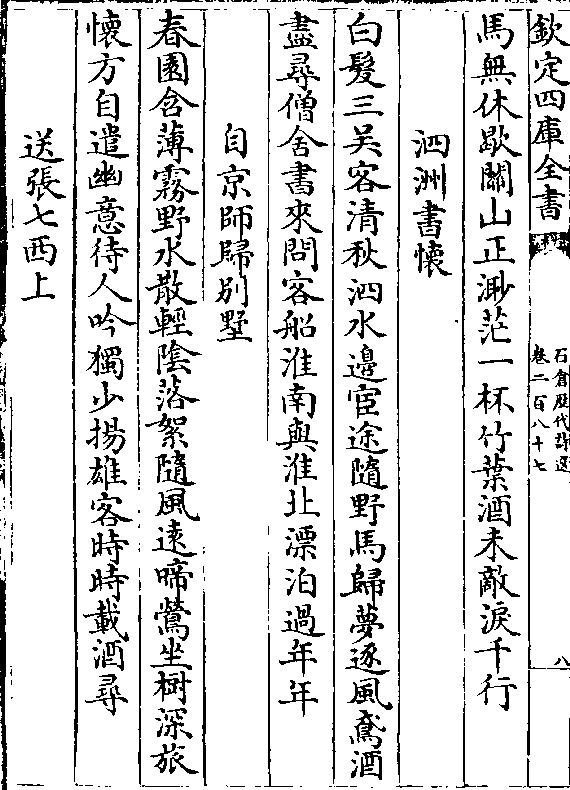 欽定四庫全書
石倉歷代詩選
卷二百八十七
八
馬無休歇關山正渺茫一杯竹葉酒未敵淚千行
泗洲書懷
白髮三吴客清秋泗水邊宦途隨野馬歸夢逐風鳶酒
盡尋僧舍書來問客船淮南與淮北漂泊過年年
自京師歸別墅
春園含薄霧野水散輕陰落絮隨風遠啼鶯坐樹深旅
懷方自遣幽意待人吟獨少揚雄客時時載酒尋
送張七西上